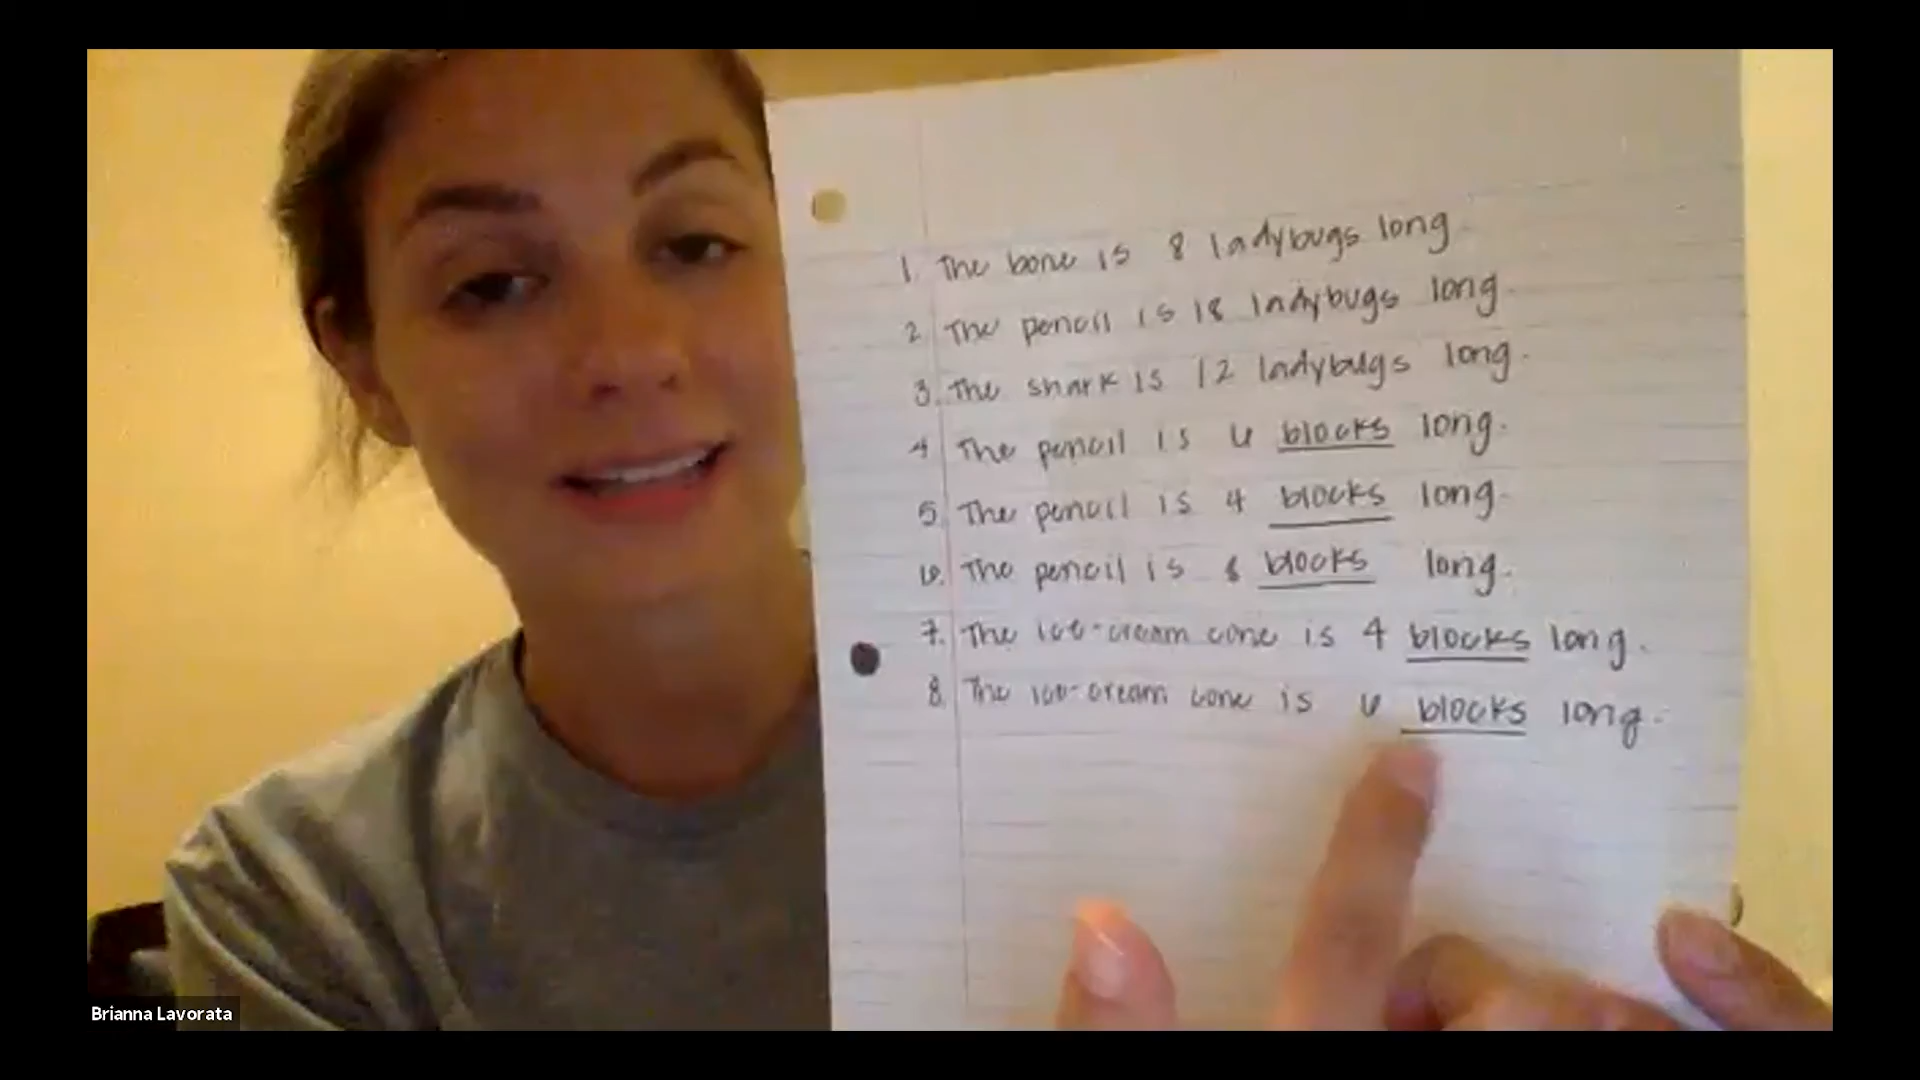 1. The bone is 8 ladybugs long.
2. The pencil is 18 ladybugs long.
3. The shark is 12 ladybugs long.
4 The pencil is 6 blocks long.
5. The pencil is 4 blocks long.
6. The pencil is 8 blocks long.
7. The ice-cream cone is 4 blocks long.
8. The ice-cream cone is 6 blocks long.
Brianna Lavorata